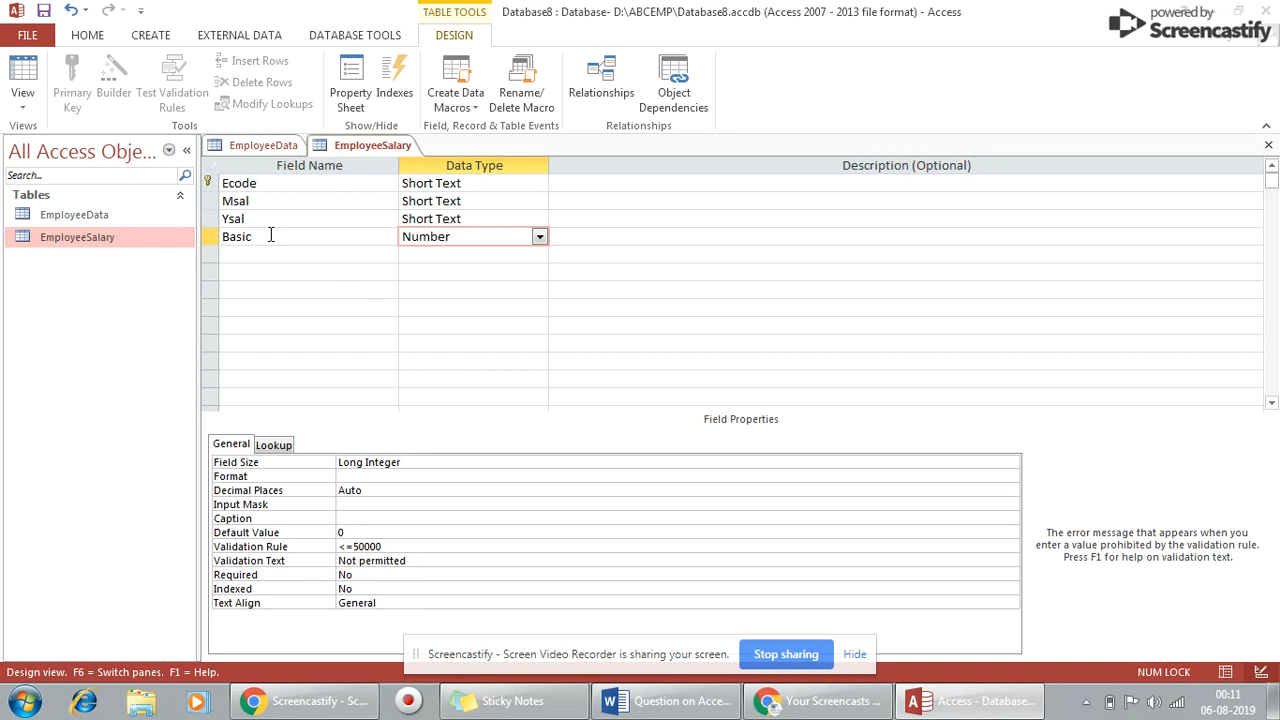 TABLE TOOLS
Database8 : Database- D:\ABCEMP\Database8.accdb (Access 2007 - 2013 file format) - Access
powered by
Screencastify
FILE HOME CREATE EXTERNAL DATA DATABASE TOOLS DESIGN
View
Primary Key
Builder
Test Validation Rules
Insert Rows
Delete Rows
Modify Lookups
Property Sheet
Indexes
Create Data Macros
Rename/ Delete Macro
Relationships
Object Dependencies
Views Tools Show/Hide Field, Record & Table Events Relationships
All Access Obje...
Search...
Tables
EmployeeData
EmployeeSalary
EmployeeData EmployeeSalary
Field Name Data Type Description (Optional)
Ecode Short Text
Msal Short Text
Ysal Short Text
Basic Number
Field Properties
General Lookup
Field Size Long Integer
Format
Decimal Places Auto
Input Mask
Caption
Default Value 0
Validation Rule <=50000
Validation Text Not permitted
Required No
Indexed No
Text Align General
The error message that appears when you
enter a value prohibited by the validation rule.
Press F1 for help on validation text.
Screencastify - Screen Video Recorder is sharing your screen. Stop sharing Hide
Design view. F6 = Switch panes. F1 = Help. NUM LOCK
Screencastify - Sc... Sticky Notes Question on Acce... Your Screencasts ... Access - Database...
00:11
06-08-2019